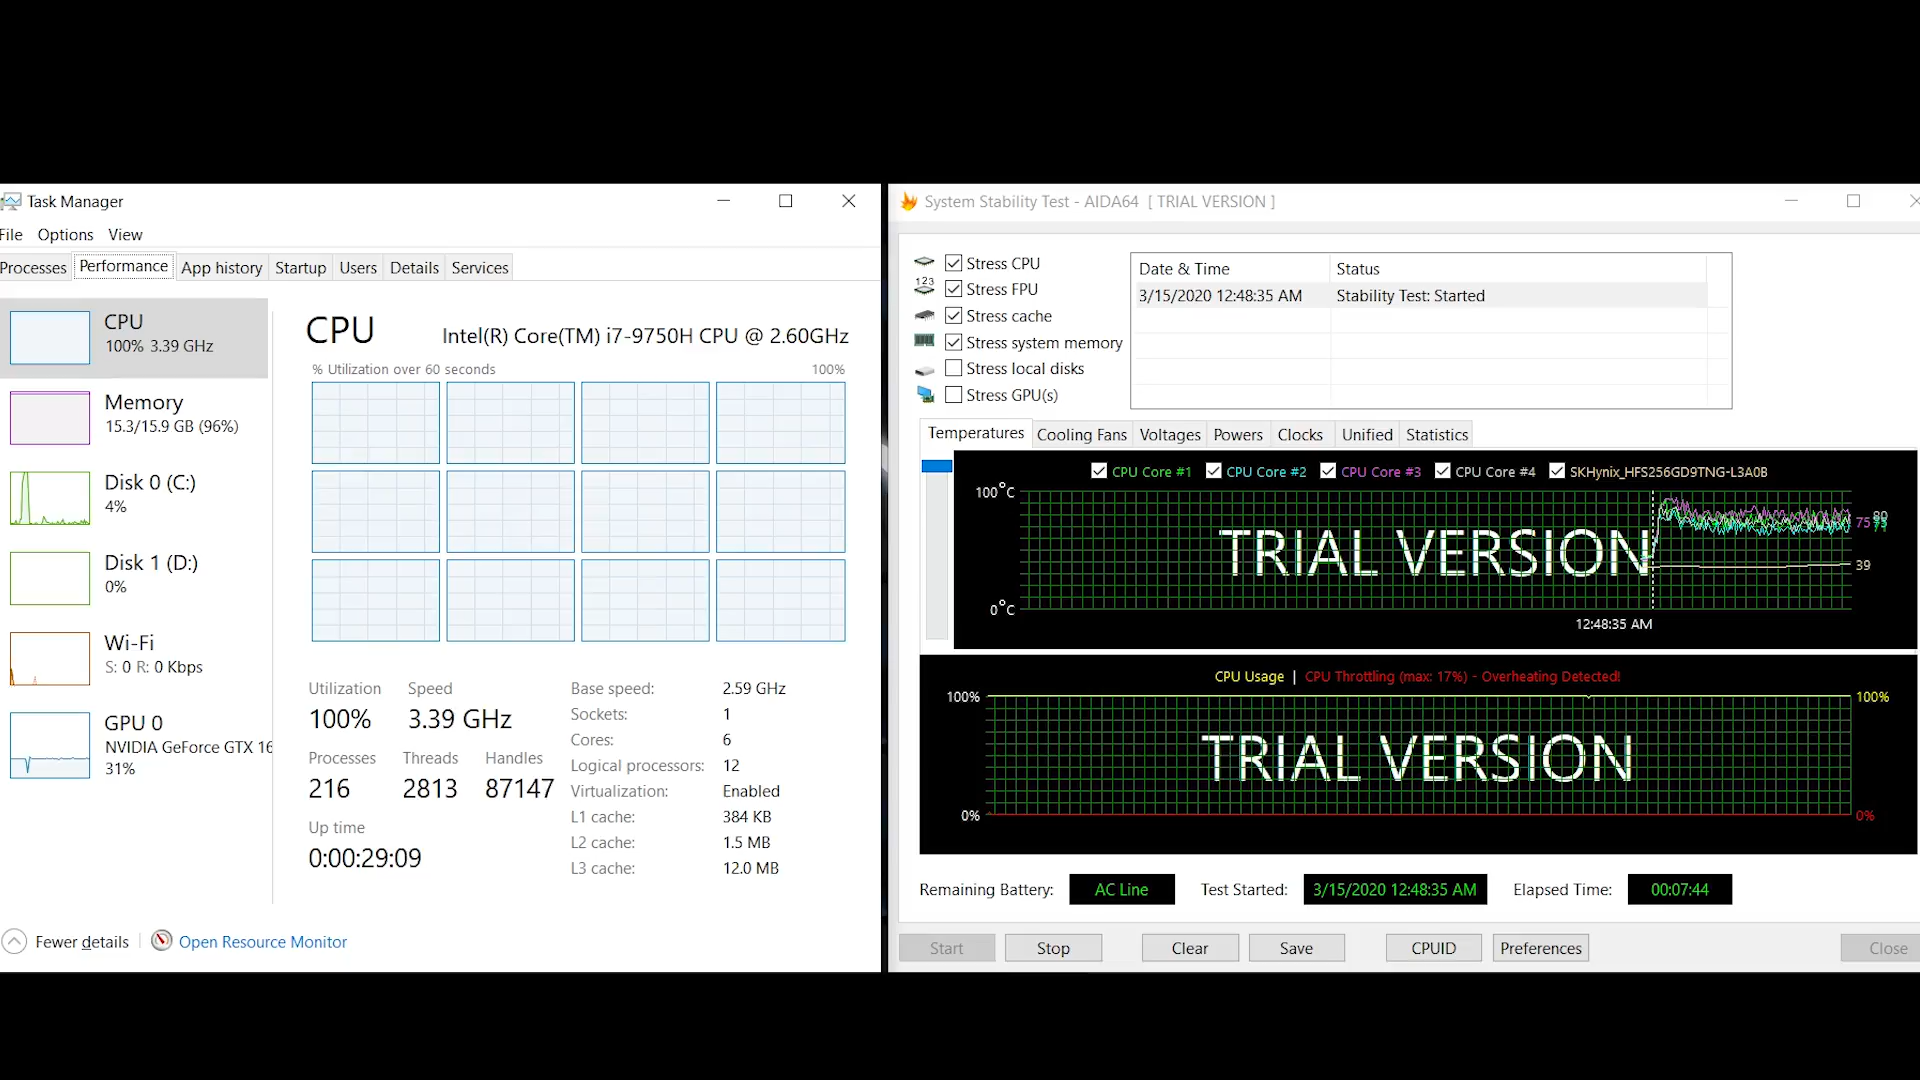 Task Manager
File Options View
Processes Performance App history Startup Users Details Services
CPU
100% 3.39 GHz
Memory
15.3/15.9 GB (96%)
Disk 0 (C:)
4%
Disk 1 (D:)
0%
Wi-Fi
S: 0 R: 0 Kbps
GPU 0
NVIDIA GeForce GTX 16
31%
CPU Intel(R) Core(TM) i7-9750H CPU @ 2.60GHz
% Utilization over 60 seconds 100%
Utilization Speed
100% 3.39 GHz
Processes Threads Handles
216 2813 87147
Up time
0:00:29:09
Base speed: 2.59 GHz
Sockets: 1
Cores: 6
Logical processors: 12
Virtualization: Enabled
L1 cache: 384 KB
L2 cache: 1.5 MB
L3 cache: 12.0 MB
Fewer details Open Resource Monitor
System Stability Test - AIDA64 [ TRIAL VERSION ]
Stress CPU
123 Stress FPU
Stress cache
Stress system memory
Stress local disks
Stress GPU(s)
Date & Time Status
3/15/2020 12:48:35 AM Stability Test: Started
Temperatures Cooling Fans Voltages Powers Clocks Unified Statistics
CPU Core #1 CPU Core #2 CPU Core #3 CPU Core #4 SKHynix_HFS256GD9TNG-L3A0B
100°C
TRIAL VERSION
80
75
39
0°C
12:48:35 AM
CPU Usage | CPU Throttling (max: 17%) - Overheating Detected!
100% 100%
TRIAL VERSION
0% 0%
Remaining Battery: AC Line Test Started: 3/15/2020 12:48:35 AM Elapsed Time: 00:07:44
Start Stop Clear Save CPUID Preferences Close